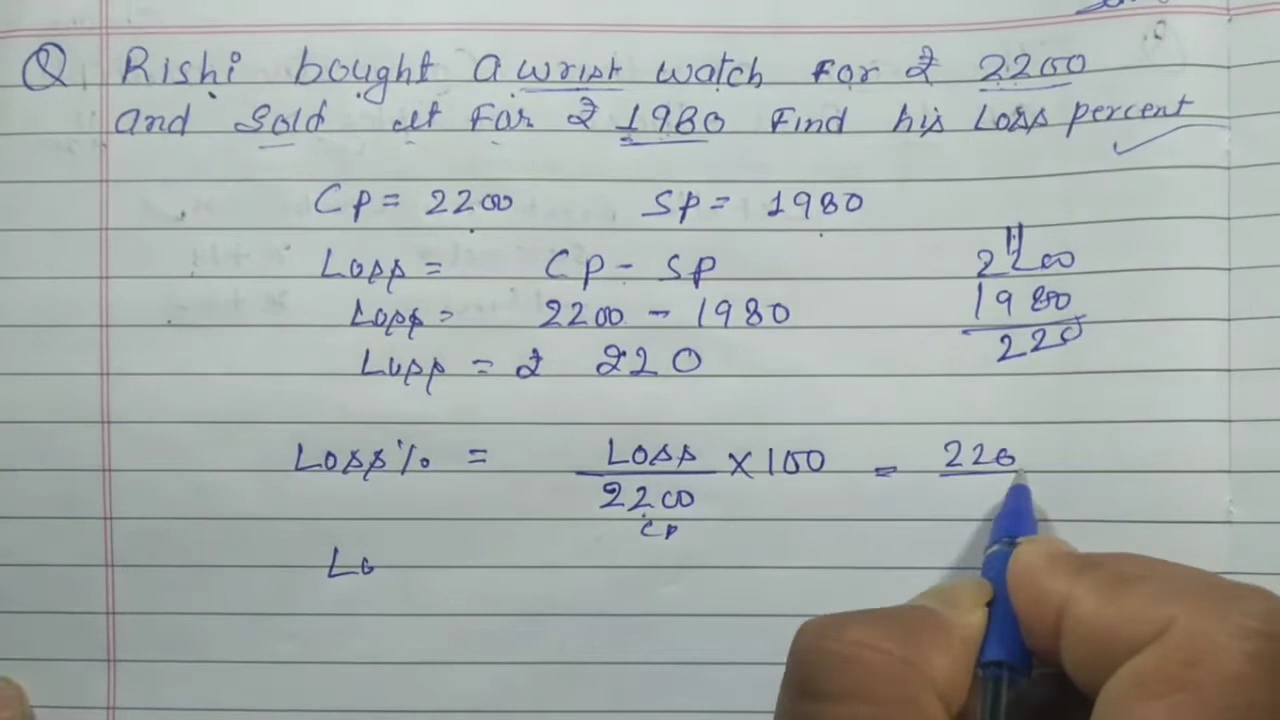 Q Rishi bought a wrist watch For ₹ 2200
and Sold it For ₹ 1980 Find his Loss percent
CP = 2200 SP = 1980
Loss = CP - SP
Loss = 2200 - 1980
Loss = ₹ 220
2200
1980
220
Loss% = Loss/2200 × 100 = 220
CP
Lo